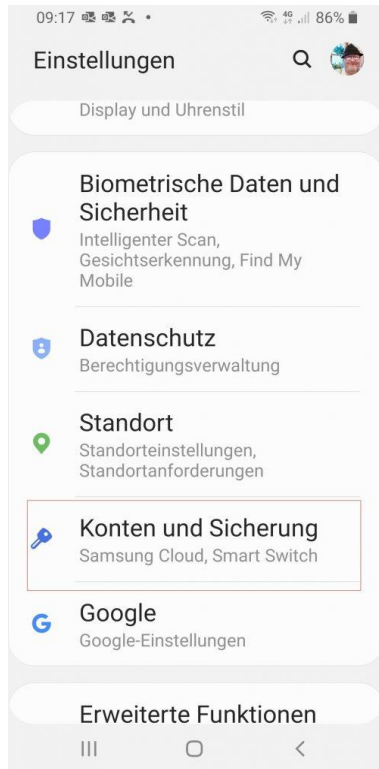 09:17 4G 86%
Einstellungen
Display und Uhrenstil
Biometrische Daten und
Sicherheit
Intelligenter Scan,
Gesichtserkennung, Find My
Mobile
Datenschutz
Berechtigungsverwaltung
Standort
Standorteinstellungen,
Standortanforderungen
Konten und Sicherung
Samsung Cloud, Smart Switch
Google
Google-Einstellungen
Erweiterte Funktionen